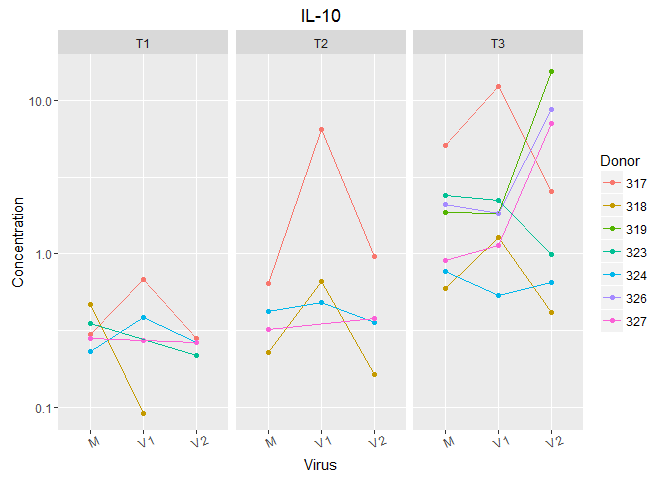 IL-10
T1 T2 T3
10.0
1.0
0.1
Concentration
M V1 V2 M V1 V2 M V1 V2
Virus
Donor
317
318
319
323
324
326
327